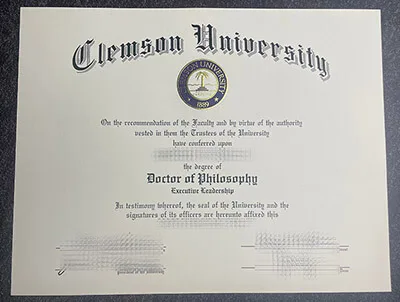 Clemson University
UNIVERSITY
1889
On the recommendation of the Faculty and by virtue of the authority
vested in them the Trustees of the University
have conferred upon
the degree of
Doctor of Philosophy
Executive Leadership
In testimony whereof, the seal of the University and the
signatures of its officers are hereunto affixed this